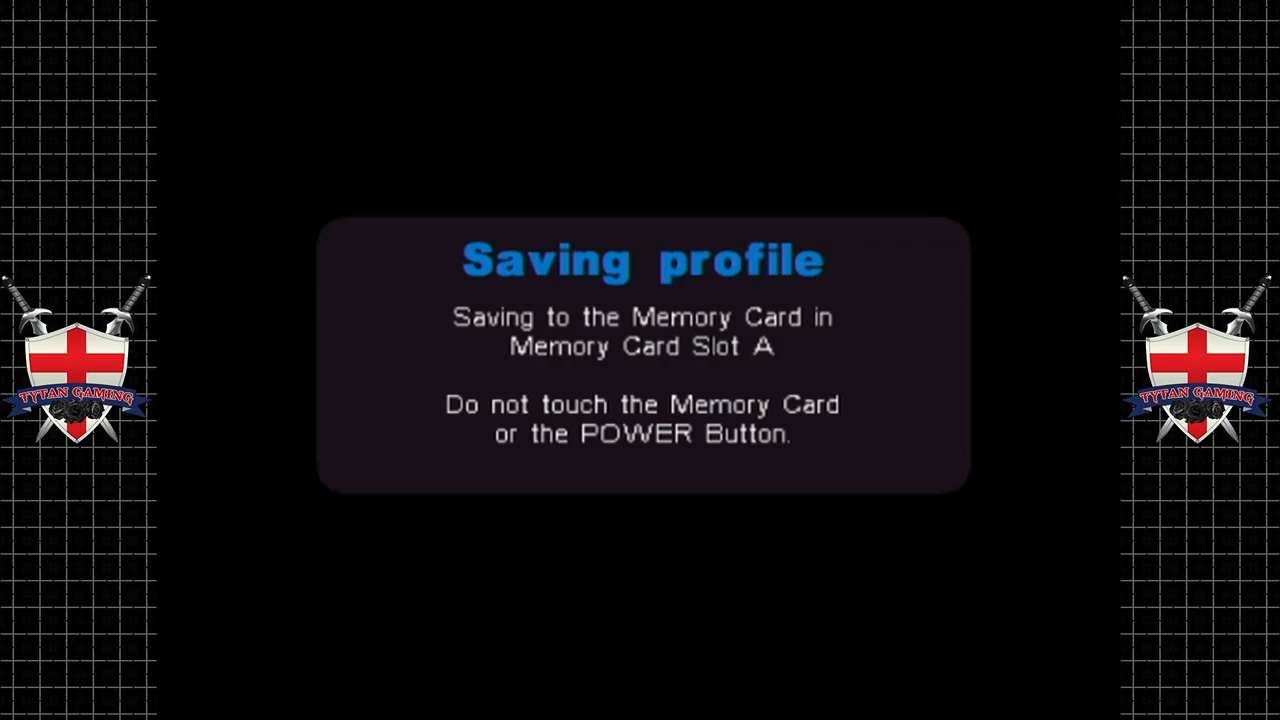 Saving profile
Saving to the Memory Card in
Memory Card Slot A
Do not touch the Memory Card
or the POWER Button.
TYTAN GAMING
TYTAN GAMING